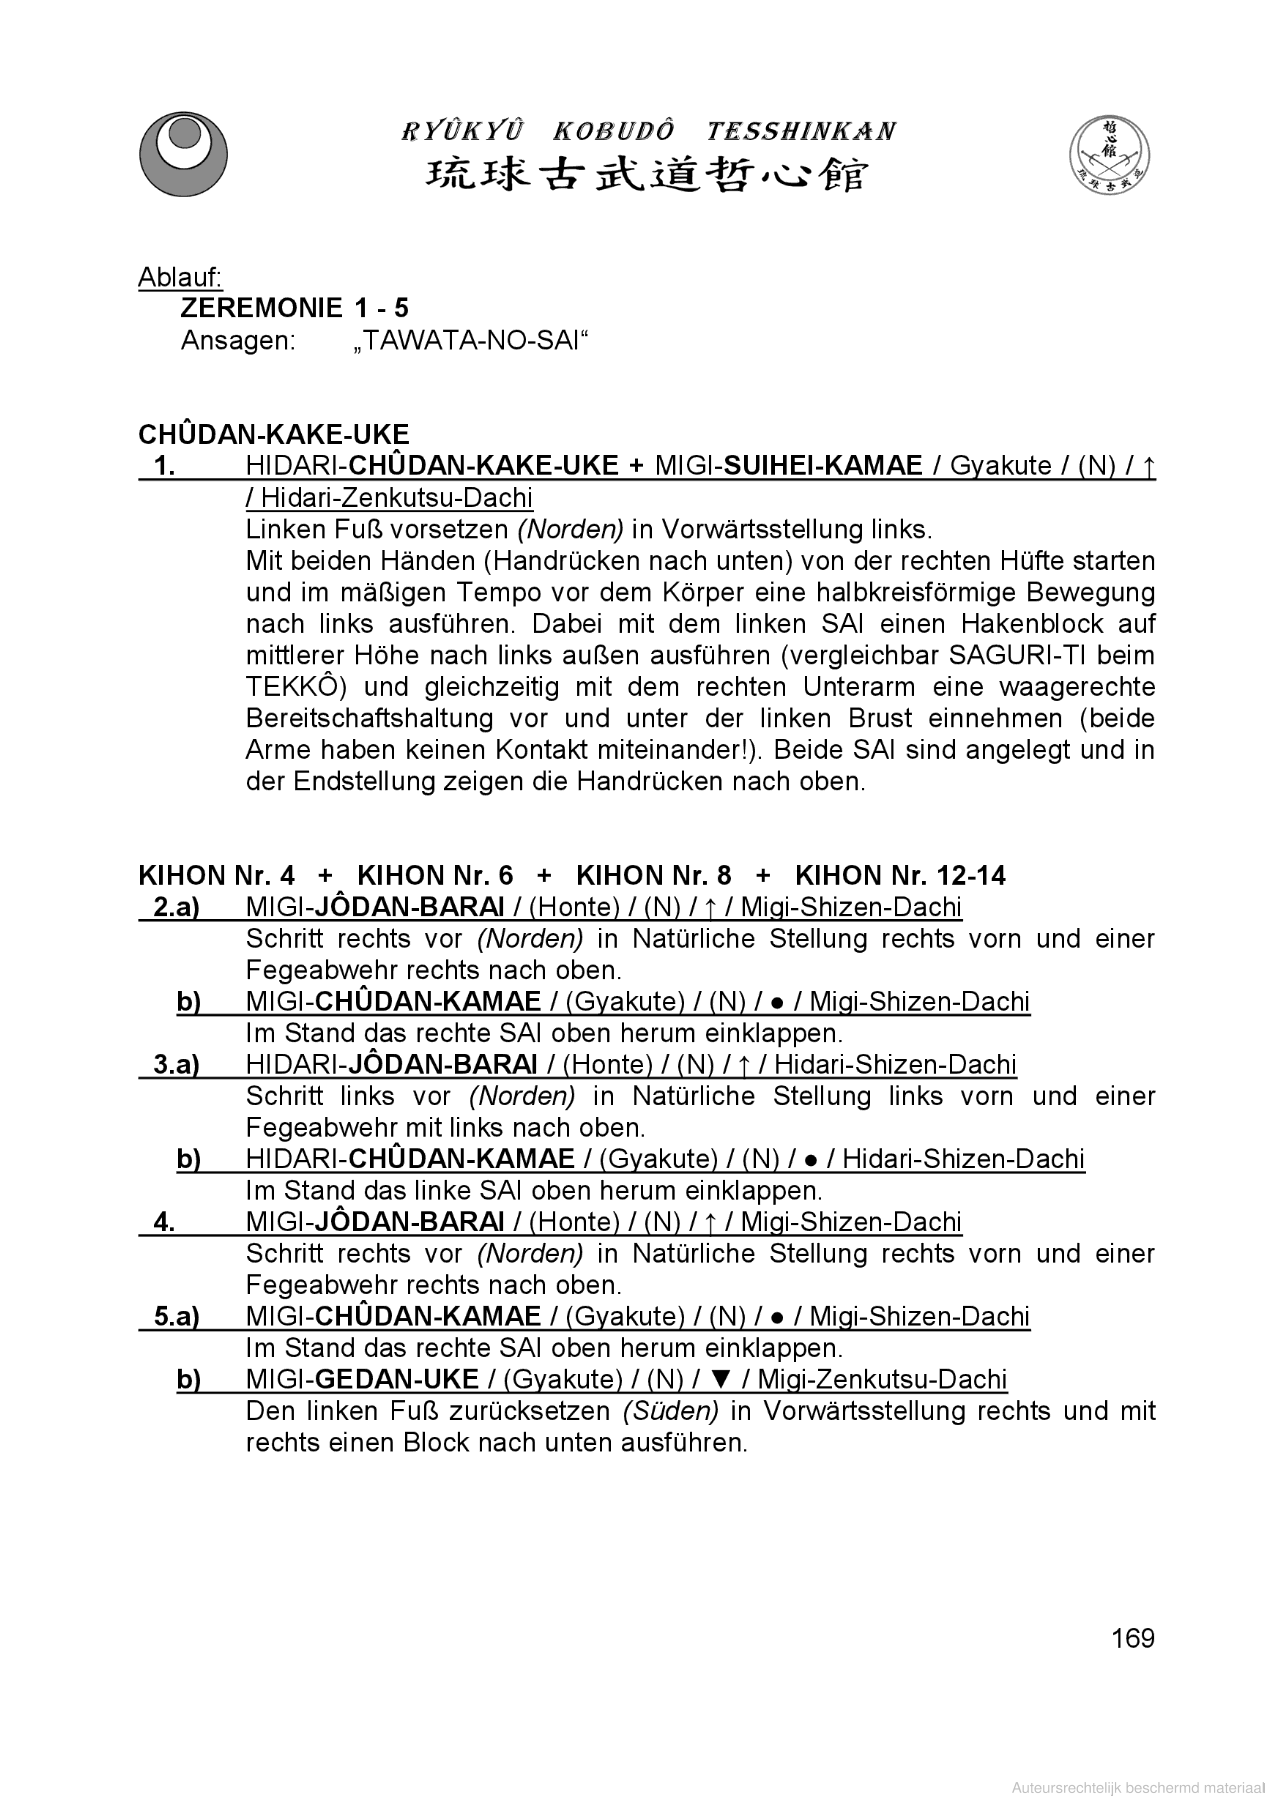 RYÛKYÛ KOBUDÔ TESSHINKAN
琉球古武道哲心館
哲心館
琉球古武道
Ablauf:
ZEREMONIE 1 - 5
Ansagen: „TAWATA-NO-SAI“
CHÛDAN-KAKE-UKE
1. HIDARI-CHÛDAN-KAKE-UKE + MIGI-SUIHEI-KAMAE / Gyakute / (N) / ↑
/ Hidari-Zenkutsu-Dachi
Linken Fuß vorsetzen (Norden) in Vorwärtsstellung links.
Mit beiden Händen (Handrücken nach unten) von der rechten Hüfte starten
und im mäßigen Tempo vor dem Körper eine halbkreisförmige Bewegung
nach links ausführen. Dabei mit dem linken SAI einen Hakenblock auf
mittlerer Höhe nach links außen ausführen (vergleichbar SAGURI-TI beim
TEKKÔ) und gleichzeitig mit dem rechten Unterarm eine waagerechte
Bereitschaftshaltung vor und unter der linken Brust einnehmen (beide
Arme haben keinen Kontakt miteinander!). Beide SAI sind angelegt und in
der Endstellung zeigen die Handrücken nach oben.
KIHON Nr. 4 + KIHON Nr. 6 + KIHON Nr. 8 + KIHON Nr. 12-14
2.a) MIGI-JÔDAN-BARAI / (Honte) / (N) / ↑ / Migi-Shizen-Dachi
Schritt rechts vor (Norden) in Natürliche Stellung rechts vorn und einer
Fegeabwehr rechts nach oben.
b) MIGI-CHÛDAN-KAMAE / (Gyakute) / (N) / ● / Migi-Shizen-Dachi
Im Stand das rechte SAI oben herum einklappen.
3.a) HIDARI-JÔDAN-BARAI / (Honte) / (N) / ↑ / Hidari-Shizen-Dachi
Schritt links vor (Norden) in Natürliche Stellung links vorn und einer
Fegeabwehr mit links nach oben.
b) HIDARI-CHÛDAN-KAMAE / (Gyakute) / (N) / ● / Hidari-Shizen-Dachi
Im Stand das linke SAI oben herum einklappen.
4. MIGI-JÔDAN-BARAI / (Honte) / (N) / ↑ / Migi-Shizen-Dachi
Schritt rechts vor (Norden) in Natürliche Stellung rechts vorn und einer
Fegeabwehr rechts nach oben.
5.a) MIGI-CHÛDAN-KAMAE / (Gyakute) / (N) / ● / Migi-Shizen-Dachi
Im Stand das rechte SAI oben herum einklappen.
b) MIGI-GEDAN-UKE / (Gyakute) / (N) / ▼ / Migi-Zenkutsu-Dachi
Den linken Fuß zurücksetzen (Süden) in Vorwärtsstellung rechts und mit
rechts einen Block nach unten ausführen.
169
Auteursrechtelijk beschermd materiaal